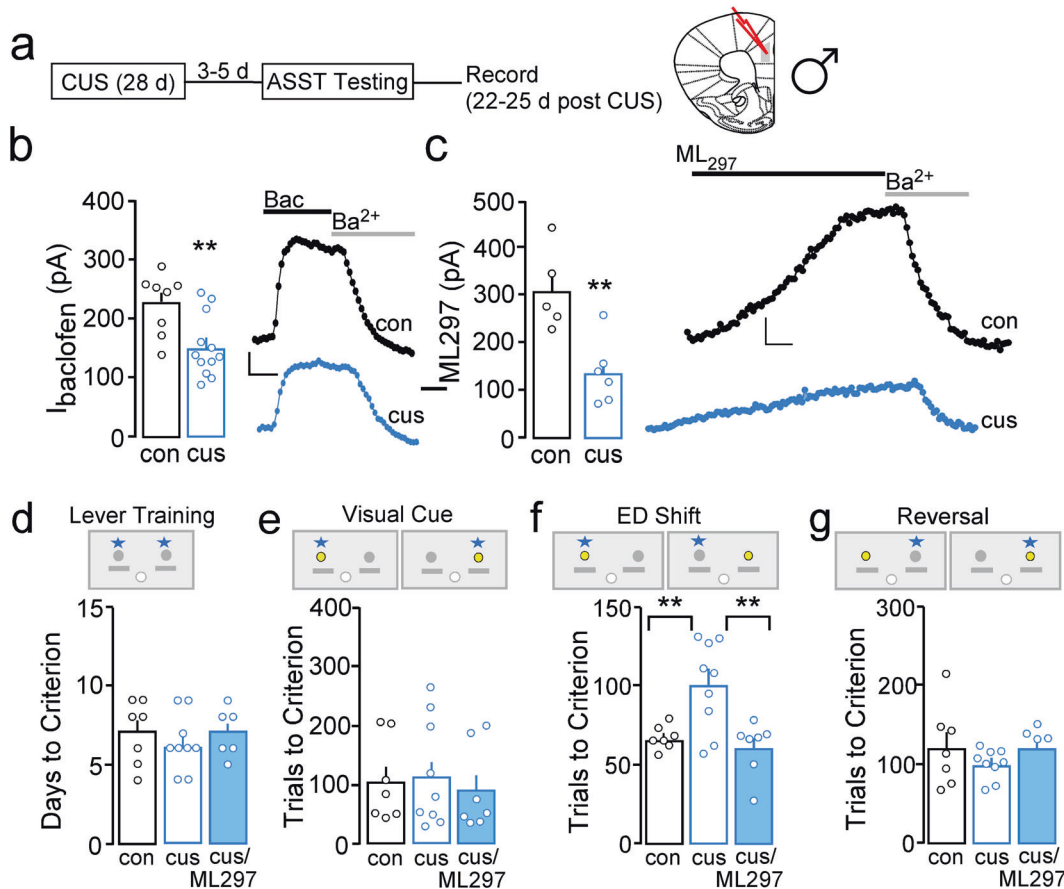 a
CUS (28 d)
3-5 d
ASST Testing
Record
(22-25 d post CUS)
♂
b
I baclofen (pA)
400
300
200
100
0
**
con
cus
Bac
Ba2+
con
cus
c
IML297 (pA)
500
400
300
200
100
0
**
con
cus
ML297
Ba2+
con
cus
d
Lever Training
Days to Criterion
15
10
5
0
con
cus
cus/
ML297
e
Visual Cue
Trials to Criterion
400
300
200
100
0
con
cus
cus/
ML297
f
ED Shift
Trials to Criterion
150
100
50
0
**
**
con
cus
cus/
ML297
g
Reversal
Trials to Criterion
300
200
100
0
con
cus
cus/
ML297